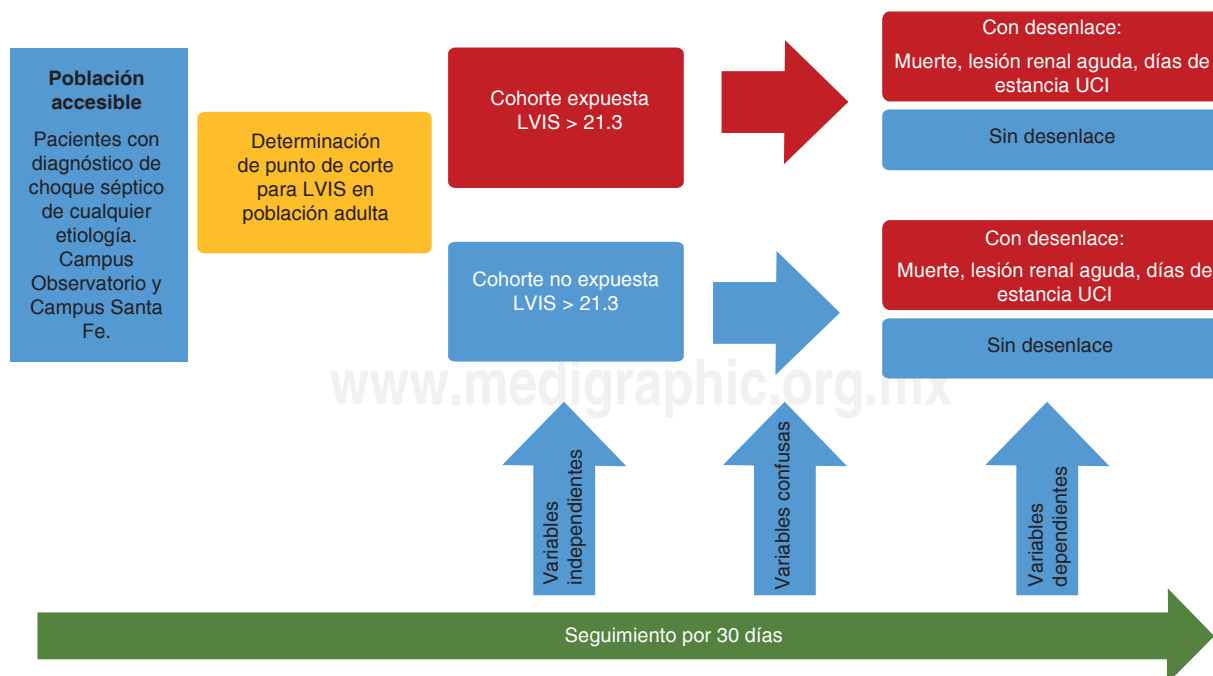 Población
accesible
Pacientes con
diagnóstico de
choque séptico
de cualquier
etiología.
Campus
Observatorio y
Campus Santa
Fe.
Determinación
de punto de corte
para LVIS en
población adulta
Cohorte expuesta
LVIS > 21.3
Con desenlace:
Muerte, lesión renal aguda, días de
estancia UCI
Sin desenlace
Cohorte no expuesta
LVIS > 21.3
Con desenlace:
Muerte, lesión renal aguda, días de
estancia UCI
Sin desenlace
www.medigraphic.org.mx
Variables
independientes
Variables confusas
Variables
dependientes
Seguimiento por 30 días